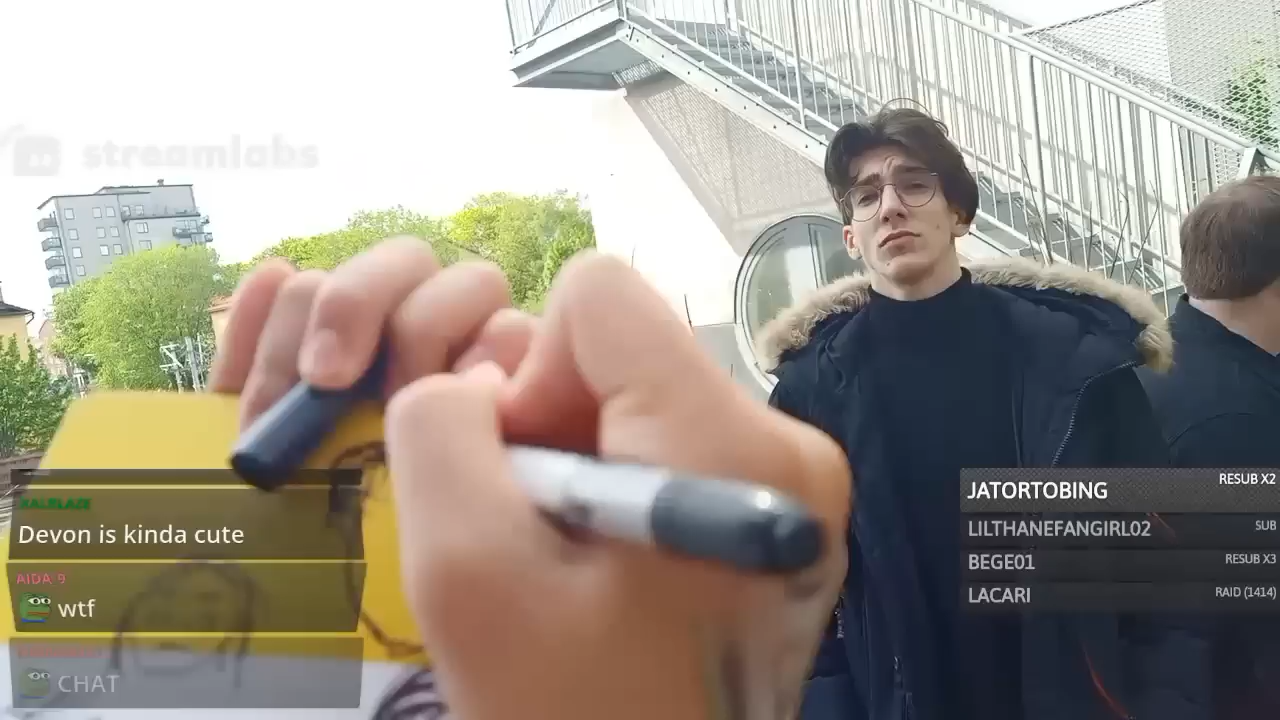 streamlabs
Devon is kinda cute
AIDA 9
wtf
CHAT
JATORTOBING RESUB X2
LILTHANEFANGIRL02 SUB
BEGE01 RESUB X3
LACARI RAID (1414)